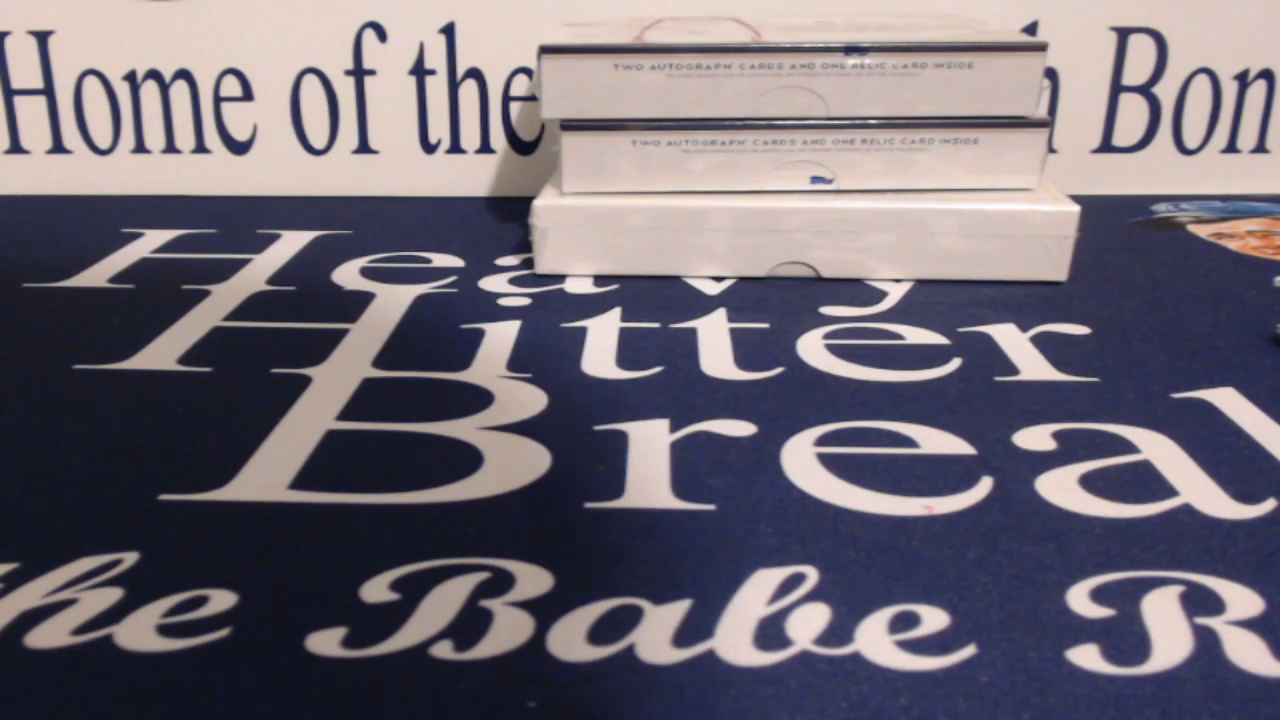 Home of the Bon
TWO AUTOGRAPH CARDS AND ONE RELIC CARD INSIDE
TWO AUTOGRAPH CARDS AND ONE RELIC CARD INSIDE
Heavy
Hitter
Brea
the Babe R